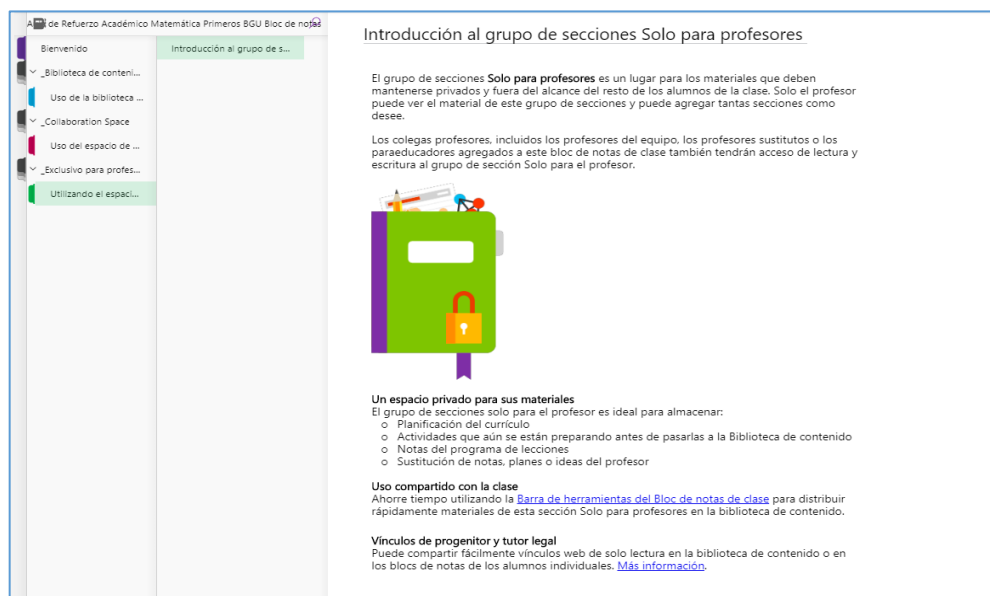 de Refuerzo Académico Matemática Primeros BGU Bloc de notas
Bienvenido
_Biblioteca de conteni...
Uso de la biblioteca ...
_Collaboration Space
Uso del espacio de ...
_Exclusivo para profes...
Utilizando el espaci...
Introducción al grupo de s...
Introducción al grupo de secciones Solo para profesores
El grupo de secciones Solo para profesores es un lugar para los materiales que deben
mantenerse privados y fuera del alcance del resto de los alumnos de la clase. Solo el profesor
puede ver el material de este grupo de secciones y puede agregar tantas secciones como
desee.
Los colegas profesores, incluidos los profesores del equipo, los profesores sustitutos o los
paraeducadores agregados a este bloc de notas de clase también tendrán acceso de lectura y
escritura al grupo de sección Solo para el profesor.
Un espacio privado para sus materiales
El grupo de secciones solo para el profesor es ideal para almacenar:
o Planificación del currículo
o Actividades que aún se están preparando antes de pasarlas a la Biblioteca de contenido
o Notas del programa de lecciones
o Sustitución de notas, planes o ideas del profesor
Uso compartido con la clase
Ahorre tiempo utilizando la Barra de herramientas del Bloc de notas de clase para distribuir
rápidamente materiales de esta sección Solo para profesores en la biblioteca de contenido.
Vínculos de progenitor y tutor legal
Puede compartir fácilmente vínculos web de solo lectura en la biblioteca de contenido o en
los blocs de notas de los alumnos individuales. Más información.